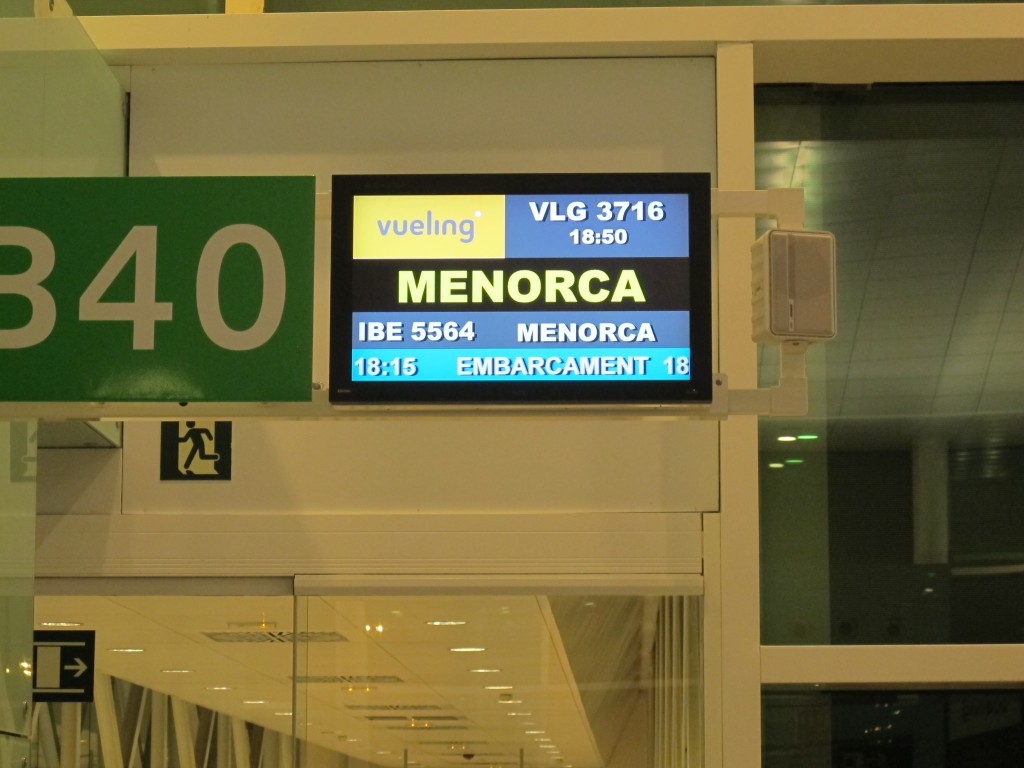 B40
vueling
VLG 3716
18:50
MENORCA
IBE 5564 MENORCA
18:15 EMBARCAMENT 18